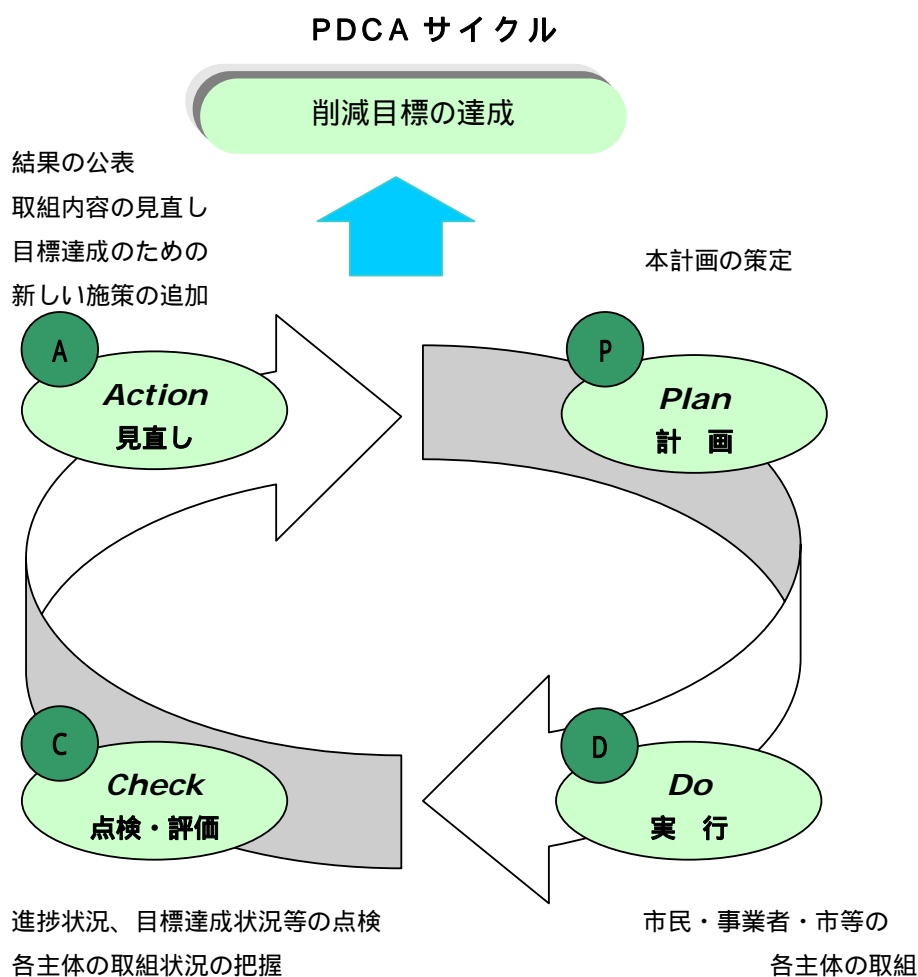 PDCA サイクル
削減目標の達成
結果の公表
取組内容の見直し
目標達成のための
新しい施策の追加
本計画の策定
A
Action
見直し
P
Plan
計 画
C
Check
点検・評価
D
Do
実 行
進捗状況、目標達成状況等の点検
各主体の取組状況の把握
市民・事業者・市等の
各主体の取組